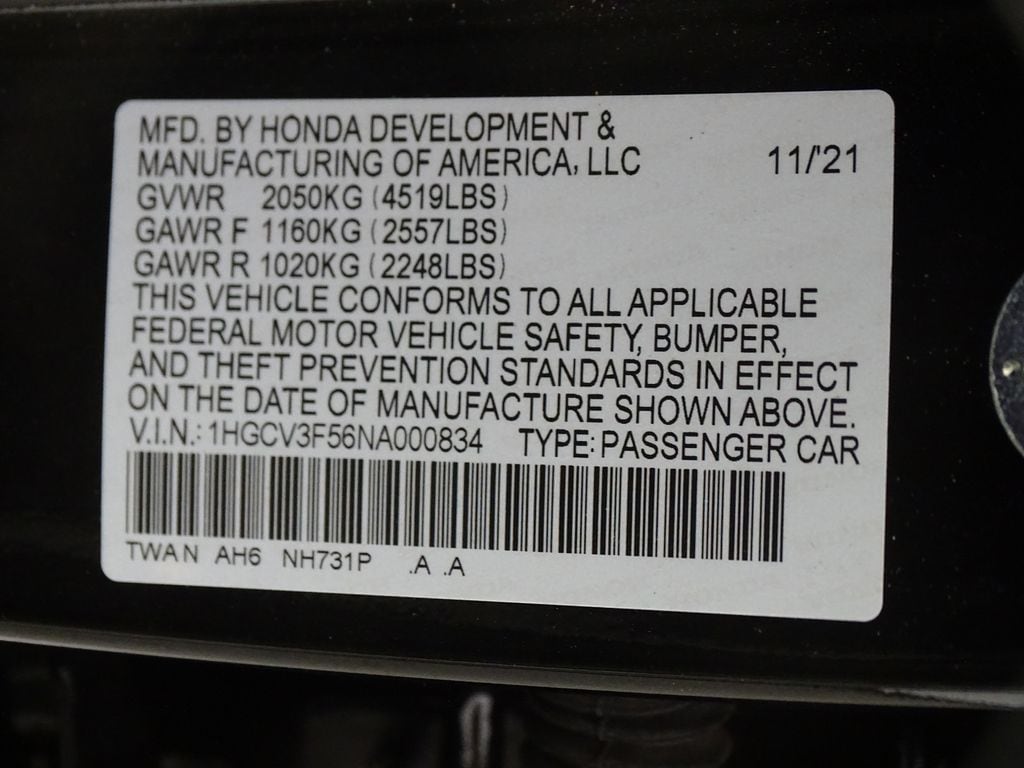 MFD. BY HONDA DEVELOPMENT &
MANUFACTURING OF AMERICA, LLC 11/'21
GVWR 2050KG (4519LBS)
GAWR F 1160KG (2557LBS)
GAWR R 1020KG (2248LBS)
THIS VEHICLE CONFORMS TO ALL APPLICABLE
FEDERAL MOTOR VEHICLE SAFETY, BUMPER,
AND THEFT PREVENTION STANDARDS IN EFFECT
ON THE DATE OF MANUFACTURE SHOWN ABOVE.
V.I.N.: 1HGCV3F56NA000834 TYPE: PASSENGER CAR
TWAN AH6 NH731P .A .A